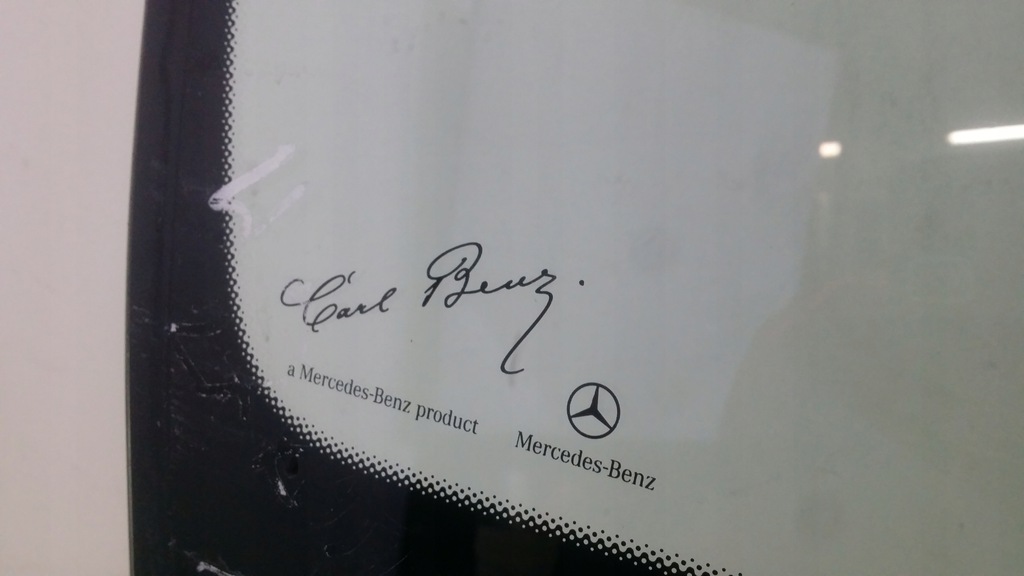 Carl Benz.
a Mercedes-Benz product
Mercedes-Benz